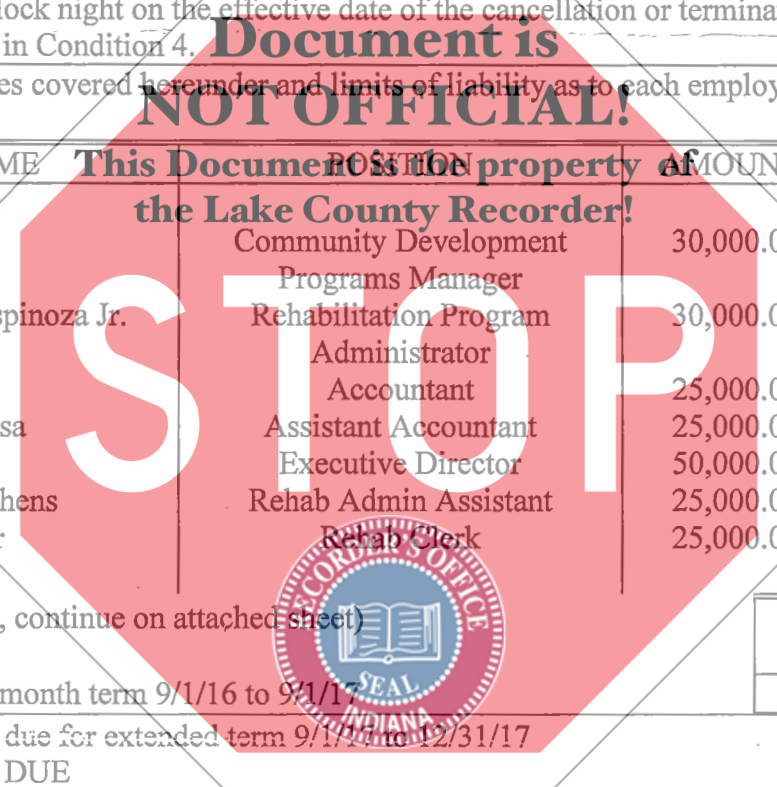 lock night on the effective date of the cancellation or termina
in Condition 4.
Document is
es covered hereunder and limits of liability as to each employ
NOT OFFICIAL!
ME POSITION AMOUN
This Document is the property of
the Lake County Recorder!
Community Development 30,000.0
Programs Manager
spinoza Jr. Rehabilitation Program 30,000.0
Administrator
Accountant 25,000.0
sa Assistant Accountant 25,000.0
Executive Director 50,000.0
hens Rehab Admin Assistant 25,000.0
r Rehab Clerk 25,000.0
STOP
RECORDER'S OFFICE
SEAL
INDIANA
, continue on attached sheet)
month term 9/1/16 to 9/1/17
due for extended term 9/1/17 to 12/31/17
DUE